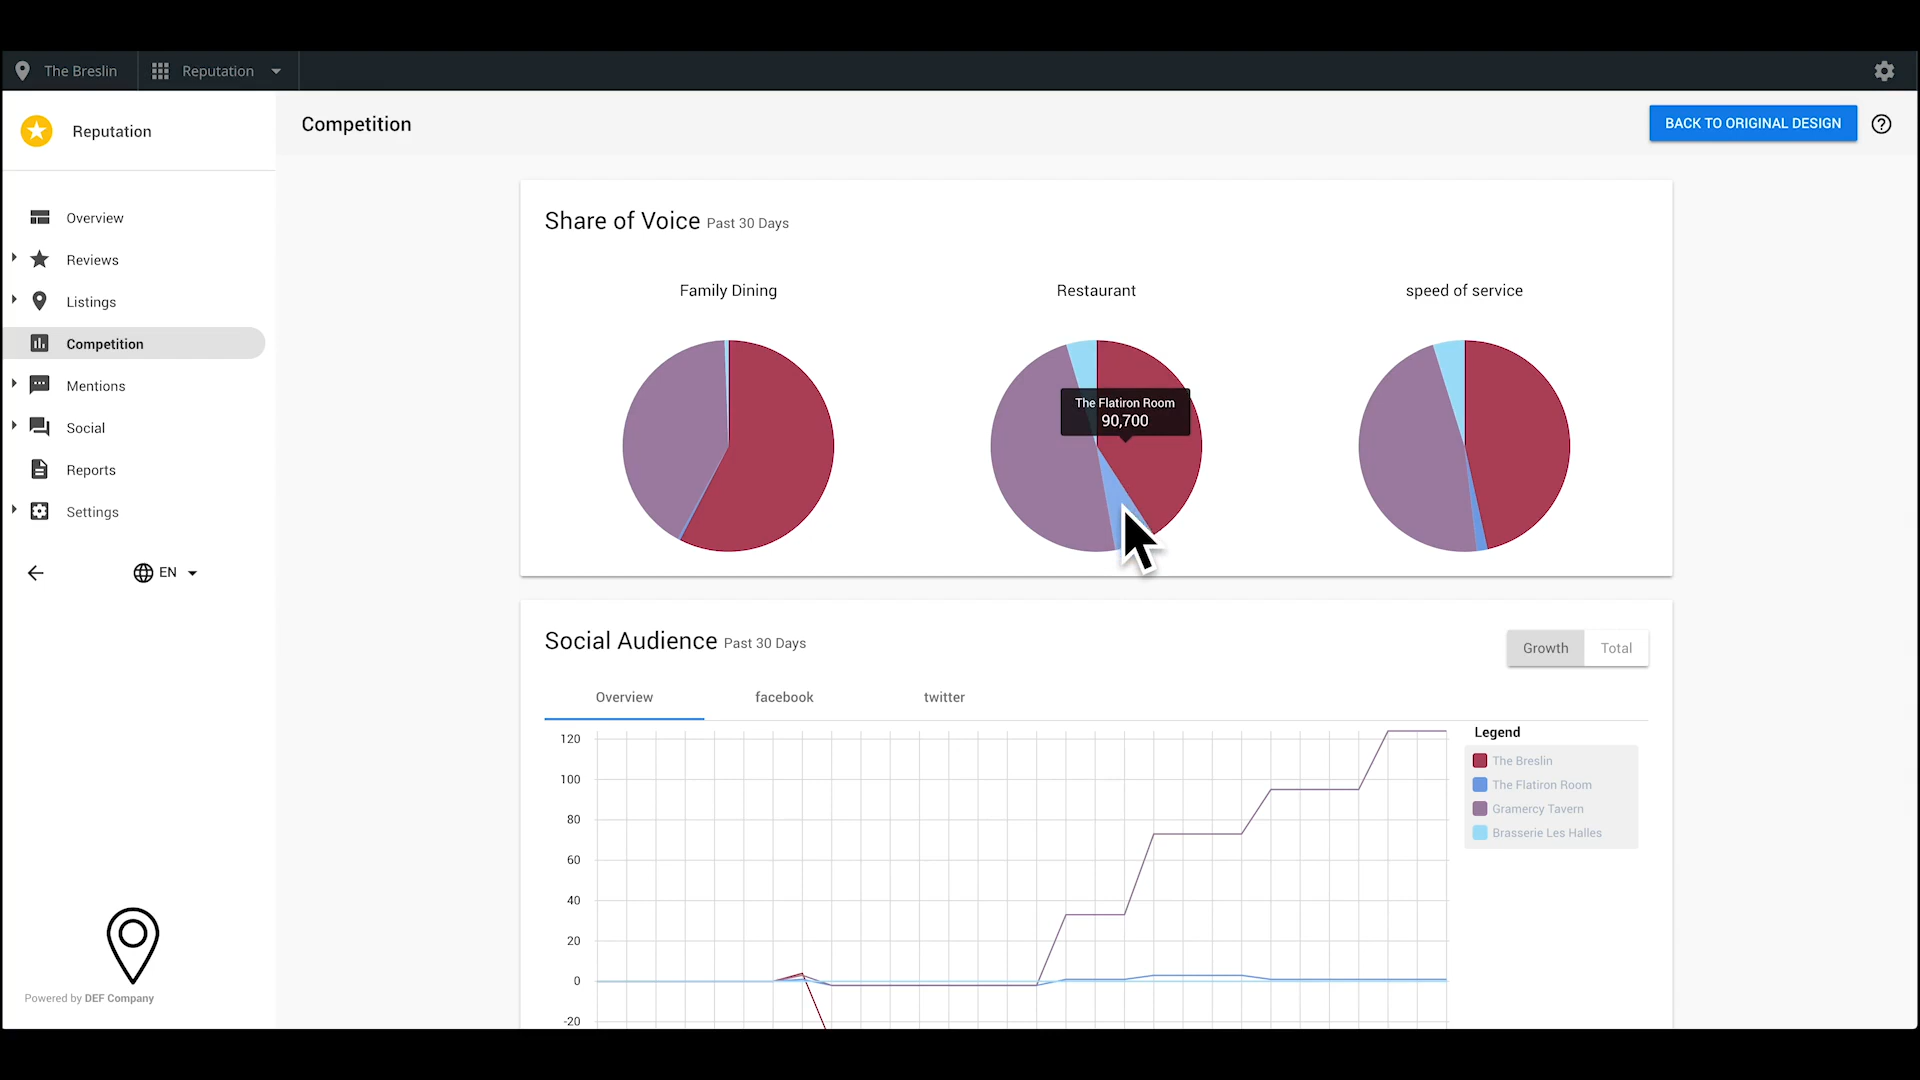 The Breslin
Reputation
Reputation
Competition
BACK TO ORIGINAL DESIGN
Overview
Reviews
Listings
Competition
Mentions
Social
Reports
Settings
EN
Powered by DEF Company
Share of Voice Past 30 Days
Family Dining
Restaurant
speed of service
The Flatiron Room
90,700
Social Audience Past 30 Days
Growth
Total
Overview
facebook
twitter
120
100
80
60
40
20
0
-20
Legend
The Breslin
The Flatiron Room
Gramercy Tavern
Brasserie Les Halles